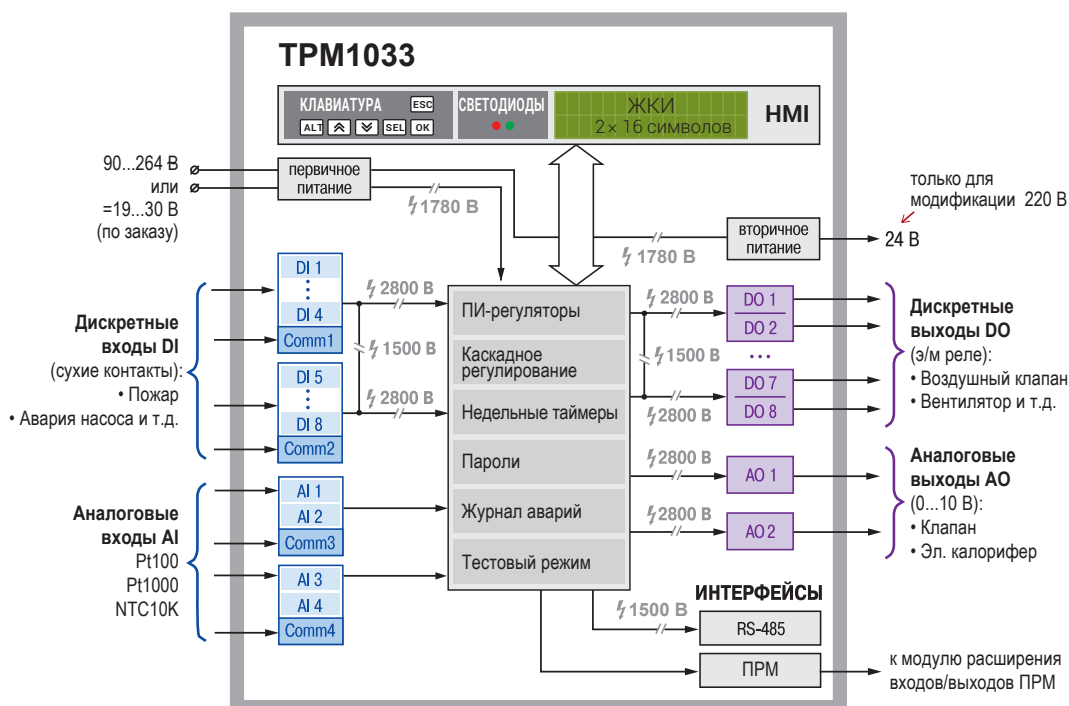 ТРМ1033
КЛАВИАТУРА
ESC
ALT
SEL
OK
СВЕТОДИОДЫ
ЖКИ
2× 16 символов
HMI
90...264 В
или
=19...30 В
(по заказу)
первичное
питание
1780 В
1780 В
вторичное
питание
только для
модификации 220 В
24 В
Дискретные
входы DI
(сухие контакты):
• Пожар
• Авария насоса и т.д.
DI 1
DI 4
Comm1
DI 5
DI 8
Comm2
2800 В
1500 В
2800 В
Аналоговые
входы AI
Pt100
Pt1000
NTC10K
AI 1
AI 2
Comm3
AI 3
AI 4
Comm4
ПИ-регуляторы
Каскадное
регулирование
Недельные таймеры
Пароли
Журнал аварий
Тестовый режим
2800 В
1500 В
2800 В
2800 В
2800 В
DO 1
DO 2
...
DO 7
DO 8
AO 1
AO 2
Дискретные
выходы DO
(э/м реле):
• Воздушный клапан
• Вентилятор и т.д.
Аналоговые
выходы АО
(0...10 В):
• Клапан
• Эл. калорифер
ИНТЕРФЕЙСЫ
1500 В
RS-485
ПРМ
к модулю расширения
входов/выходов ПРМ